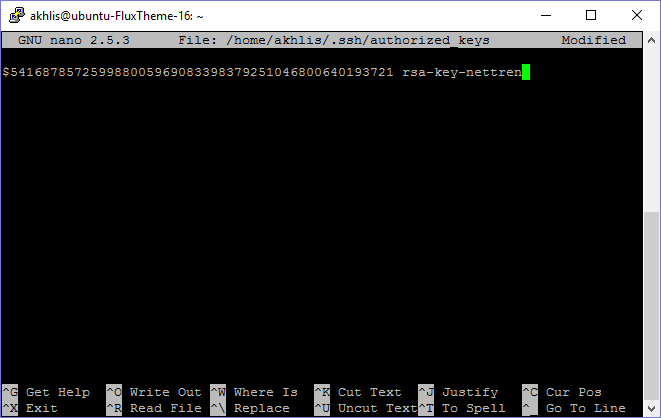 akhlis@ubuntu-FluxTheme-16: ~
GNU nano 2.5.3 File: /home/akhlis/.ssh/authorized_keys Modified
$541687857259988005969083398379251046800640193721 rsa-key-nettren
^G Get Help ^O Write Out ^W Where Is ^K Cut Text ^J Justify ^C Cur Pos
^X Exit ^R Read File ^\ Replace ^U Uncut Text ^T To Spell ^_ Go To Line